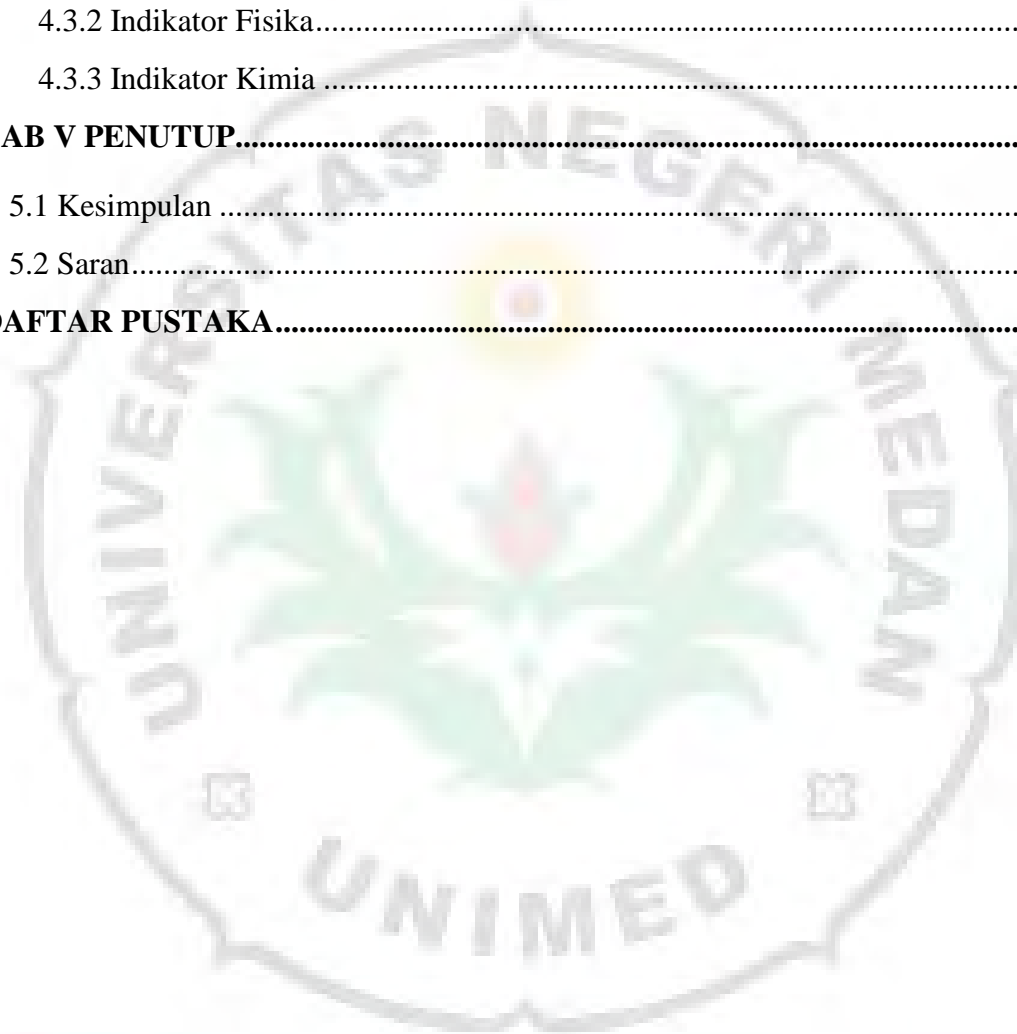 4.3.2 Indikator Fisika....................................................................................
4.3.3 Indikator Kimia ...................................................................................
AB V PENUTUP.............................................................................................
5.1 Kesimpulan ................................................................................................
5.2 Saran...........................................................................................................
DAFTAR PUSTAKA........................................................................................
UNIVERSITAS NEGERI MEDAN
UNIMED